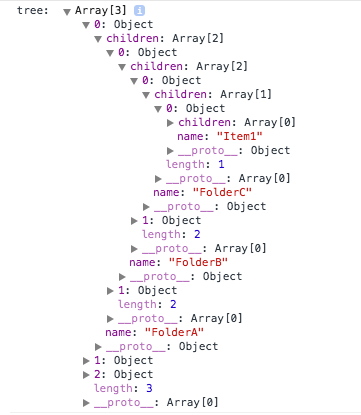 tree: ▼ Array[3] i
▼ 0: Object
▼ children: Array[2]
▼ 0: Object
▼ children: Array[2]
▼ 0: Object
▼ children: Array[1]
▼ 0: Object
▶ children: Array[0]
name: "Item1"
▶ __proto__: Object
length: 1
▶ __proto__: Array[0]
name: "FolderC"
▶ __proto__: Object
▶ 1: Object
length: 2
▶ __proto__: Array[0]
name: "FolderB"
▶ __proto__: Object
▶ 1: Object
length: 2
▶ __proto__: Array[0]
name: "FolderA"
▶ __proto__: Object
▶ 1: Object
▶ 2: Object
length: 3
▶ __proto__: Array[0]